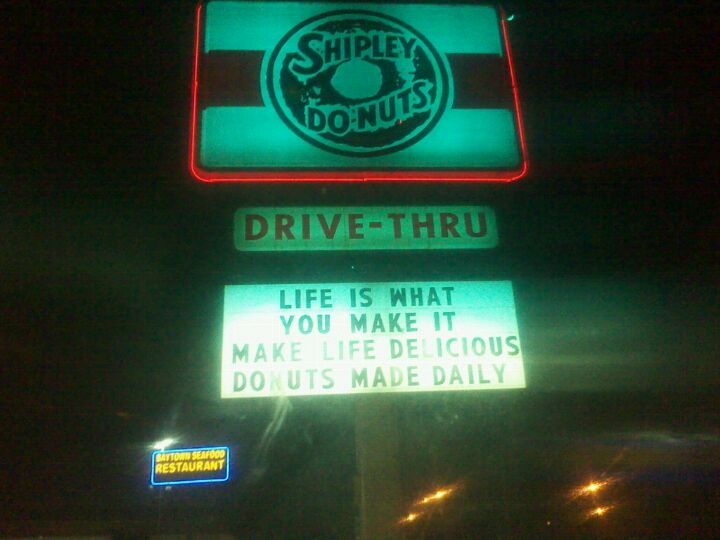 SHIPLEY
DO-NUTS
DRIVE-THRU
LIFE IS WHAT
YOU MAKE IT
MAKE LIFE DELICIOUS
DONUTS MADE DAILY
BAYTOWN SEAFOOD
RESTAURANT